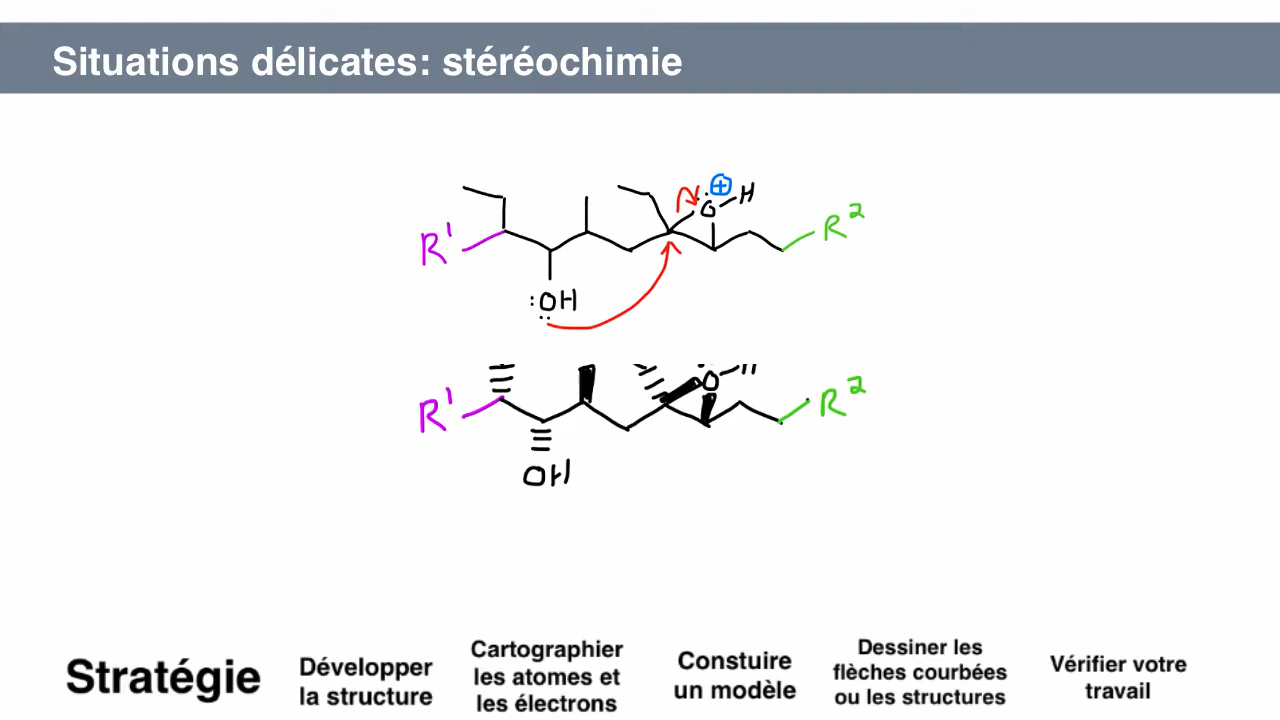 Situations délicates: stéréochimie
⊕
O H
R¹
R²
:OH
O
R¹
R²
OH
Stratégie
Développer
la structure
Cartographier
les atomes et
les électrons
Constuire
un modèle
Dessiner les
flèches courbées
ou les structures
Vérifier votre
travail